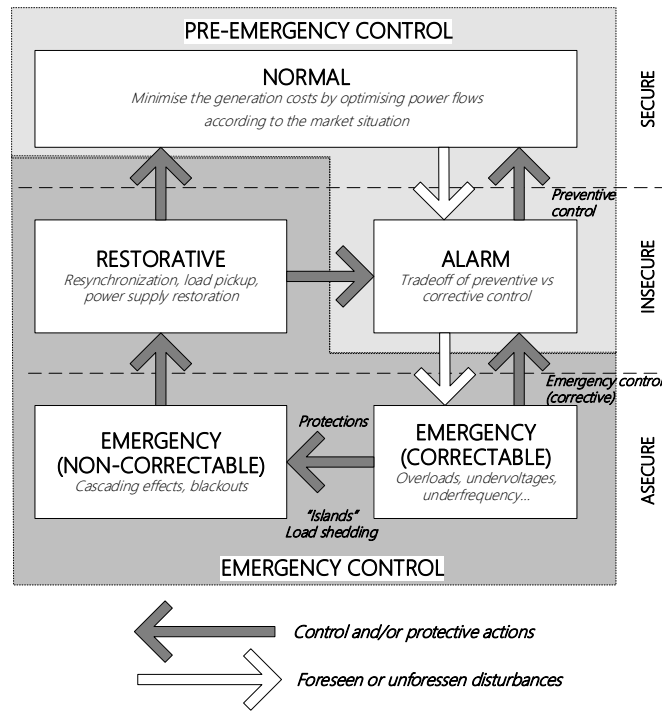 PRE-EMERGENCY CONTROL
NORMAL
Minimise the generation costs by optimising power flows
according to the market situation
SECURE
Preventive
control
RESTORATIVE
Resynchronization, load pickup,
power supply restoration
ALARM
Tradeoff of preventive vs
corrective control
INSECURE
Emergency control
(corrective)
EMERGENCY
(NON-CORRECTABLE)
Cascading effects, blackouts
Protections
"Islands"
Load shedding
EMERGENCY
(CORRECTABLE)
Overloads, undervoltages,
underfrequency...
ASECURE
EMERGENCY CONTROL
Control and/or protective actions
Foreseen or unforessen disturbances